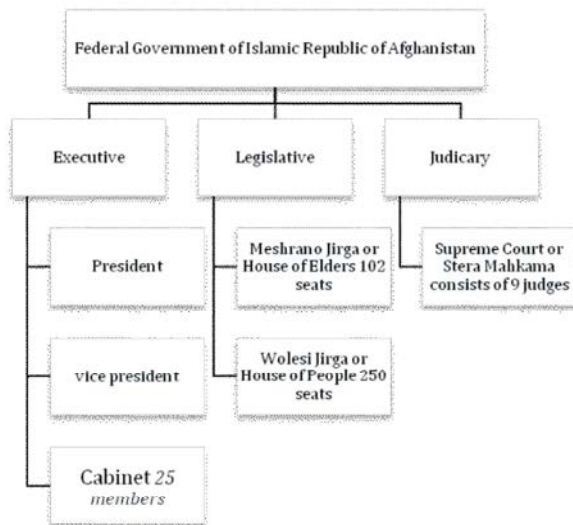 Federal Government of Islamic Republic of Afghanistan
Executive
Legislative
Judicary
President
Meshrano Jirga or
House of Elders 102
seats
Supreme Court or
Stera Mahkama
consists of 9 judges
vice president
Wolesi Jirga or
House of People 250
seats
Cabinet 25
members